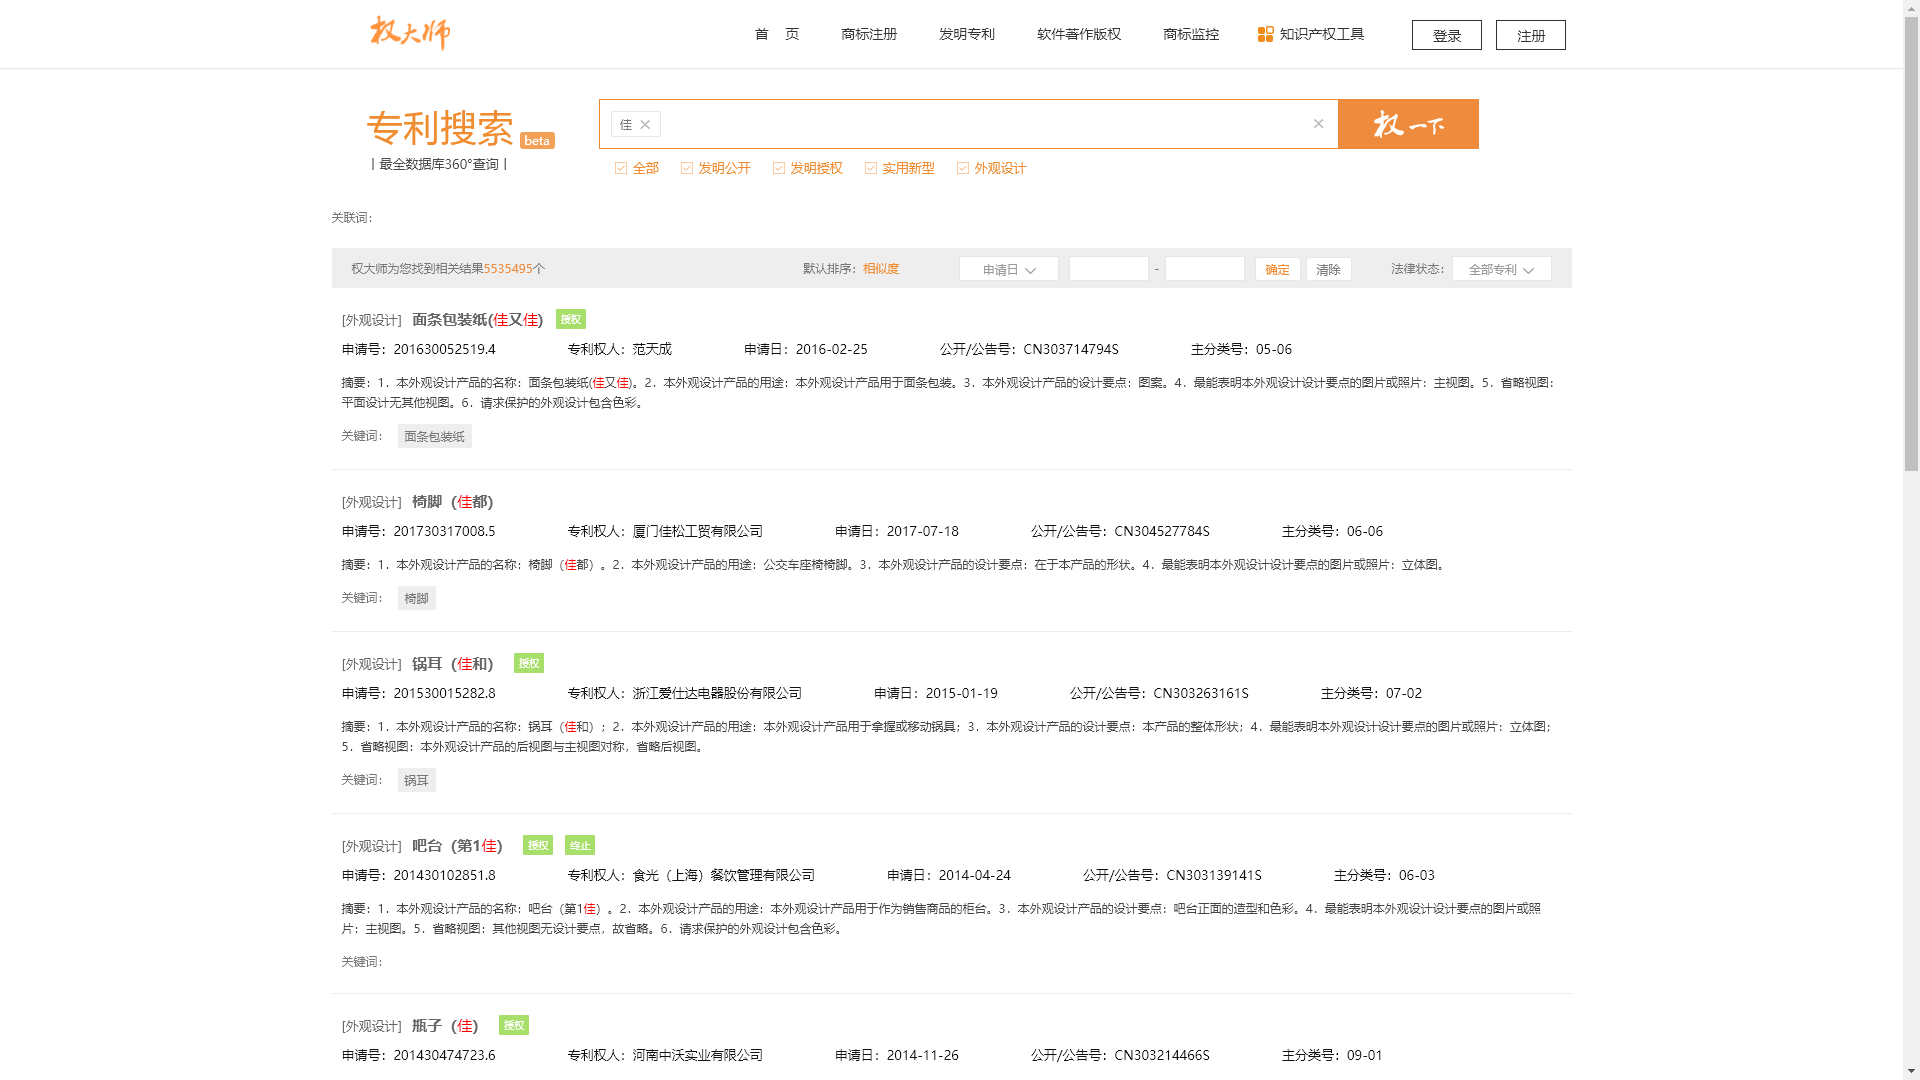 权大师
首 页 商标注册 发明专利 软件著作版权 商标监控 知识产权工具 登录 注册
专利搜索 beta
丨最全数据库360°查询丨
佳 × × 权一下
全部 发明公开 发明授权 实用新型 外观设计
关联词：
权大师为您找到相关结果5535495个 默认排序：相似度 申请日 - 确定 清除 法律状态： 全部专利
[外观设计] 面条包装纸(佳又佳) 授权
申请号：201630052519.4 专利权人：范天成 申请日：2016-02-25 公开/公告号：CN303714794S 主分类号：05-06
摘要：1．本外观设计产品的名称：面条包装纸(佳又佳)。2．本外观设计产品的用途：本外观设计产品用于面条包装。3．本外观设计产品的设计要点：图案。4．最能表明本外观设计设计要点的图片或照片：主视图。5．省略视图：
平面设计无其他视图。6．请求保护的外观设计包含色彩。
关键词： 面条包装纸
[外观设计] 椅脚（佳都）
申请号：201730317008.5 专利权人：厦门佳松工贸有限公司 申请日：2017-07-18 公开/公告号：CN304527784S 主分类号：06-06
摘要：1．本外观设计产品的名称：椅脚（佳都）。2．本外观设计产品的用途：公交车座椅椅脚。3．本外观设计产品的设计要点：在于本产品的形状。4．最能表明本外观设计设计要点的图片或照片：立体图。
关键词： 椅脚
[外观设计] 锅耳（佳和） 授权
申请号：201530015282.8 专利权人：浙江爱仕达电器股份有限公司 申请日：2015-01-19 公开/公告号：CN303263161S 主分类号：07-02
摘要：1．本外观设计产品的名称：锅耳（佳和）；2．本外观设计产品的用途：本外观设计产品用于拿握或移动锅具；3．本外观设计产品的设计要点：本产品的整体形状；4．最能表明本外观设计设计要点的图片或照片：立体图；
5．省略视图：本外观设计产品的后视图与主视图对称，省略后视图。
关键词： 锅耳
[外观设计] 吧台（第1佳） 授权 终止
申请号：201430102851.8 专利权人：食光（上海）餐饮管理有限公司 申请日：2014-04-24 公开/公告号：CN303139141S 主分类号：06-03
摘要：1．本外观设计产品的名称：吧台（第1佳）。2．本外观设计产品的用途：本外观设计产品用于作为销售商品的柜台。3．本外观设计产品的设计要点：吧台正面的造型和色彩。4．最能表明本外观设计设计要点的图片或照
片：主视图。5．省略视图：其他视图无设计要点，故省略。6．请求保护的外观设计包含色彩。
关键词：
[外观设计] 瓶子（佳） 授权
申请号：201430474723.6 专利权人：河南中沃实业有限公司 申请日：2014-11-26 公开/公告号：CN303214466S 主分类号：09-01